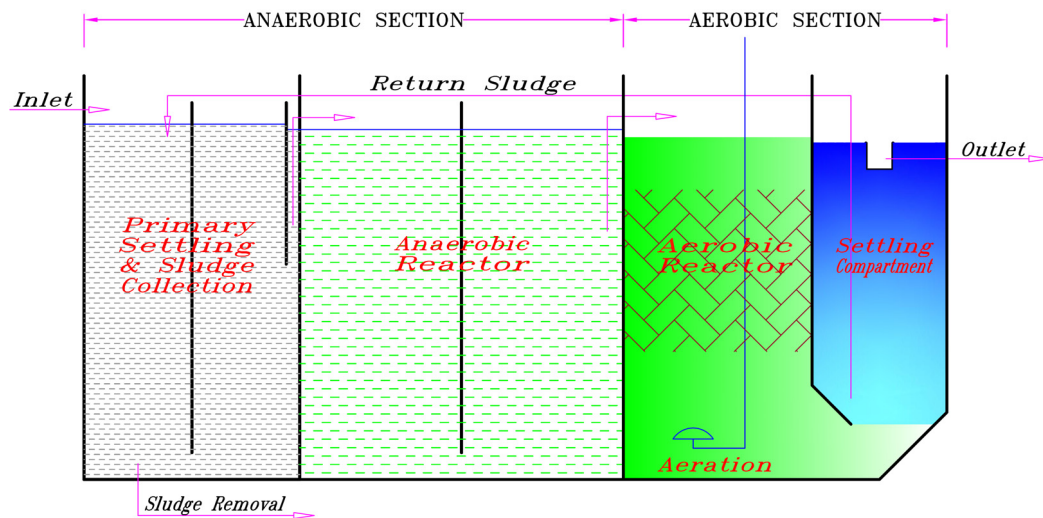 ANAEROBIC SECTION
AEROBIC SECTION
Inlet
Return Sludge
Outlet
Primary
Settling
& Sludge
Collection
Anaerobic
Reactor
Aerobic
Reactor
Settling
Compartment
Aeration
Sludge Removal